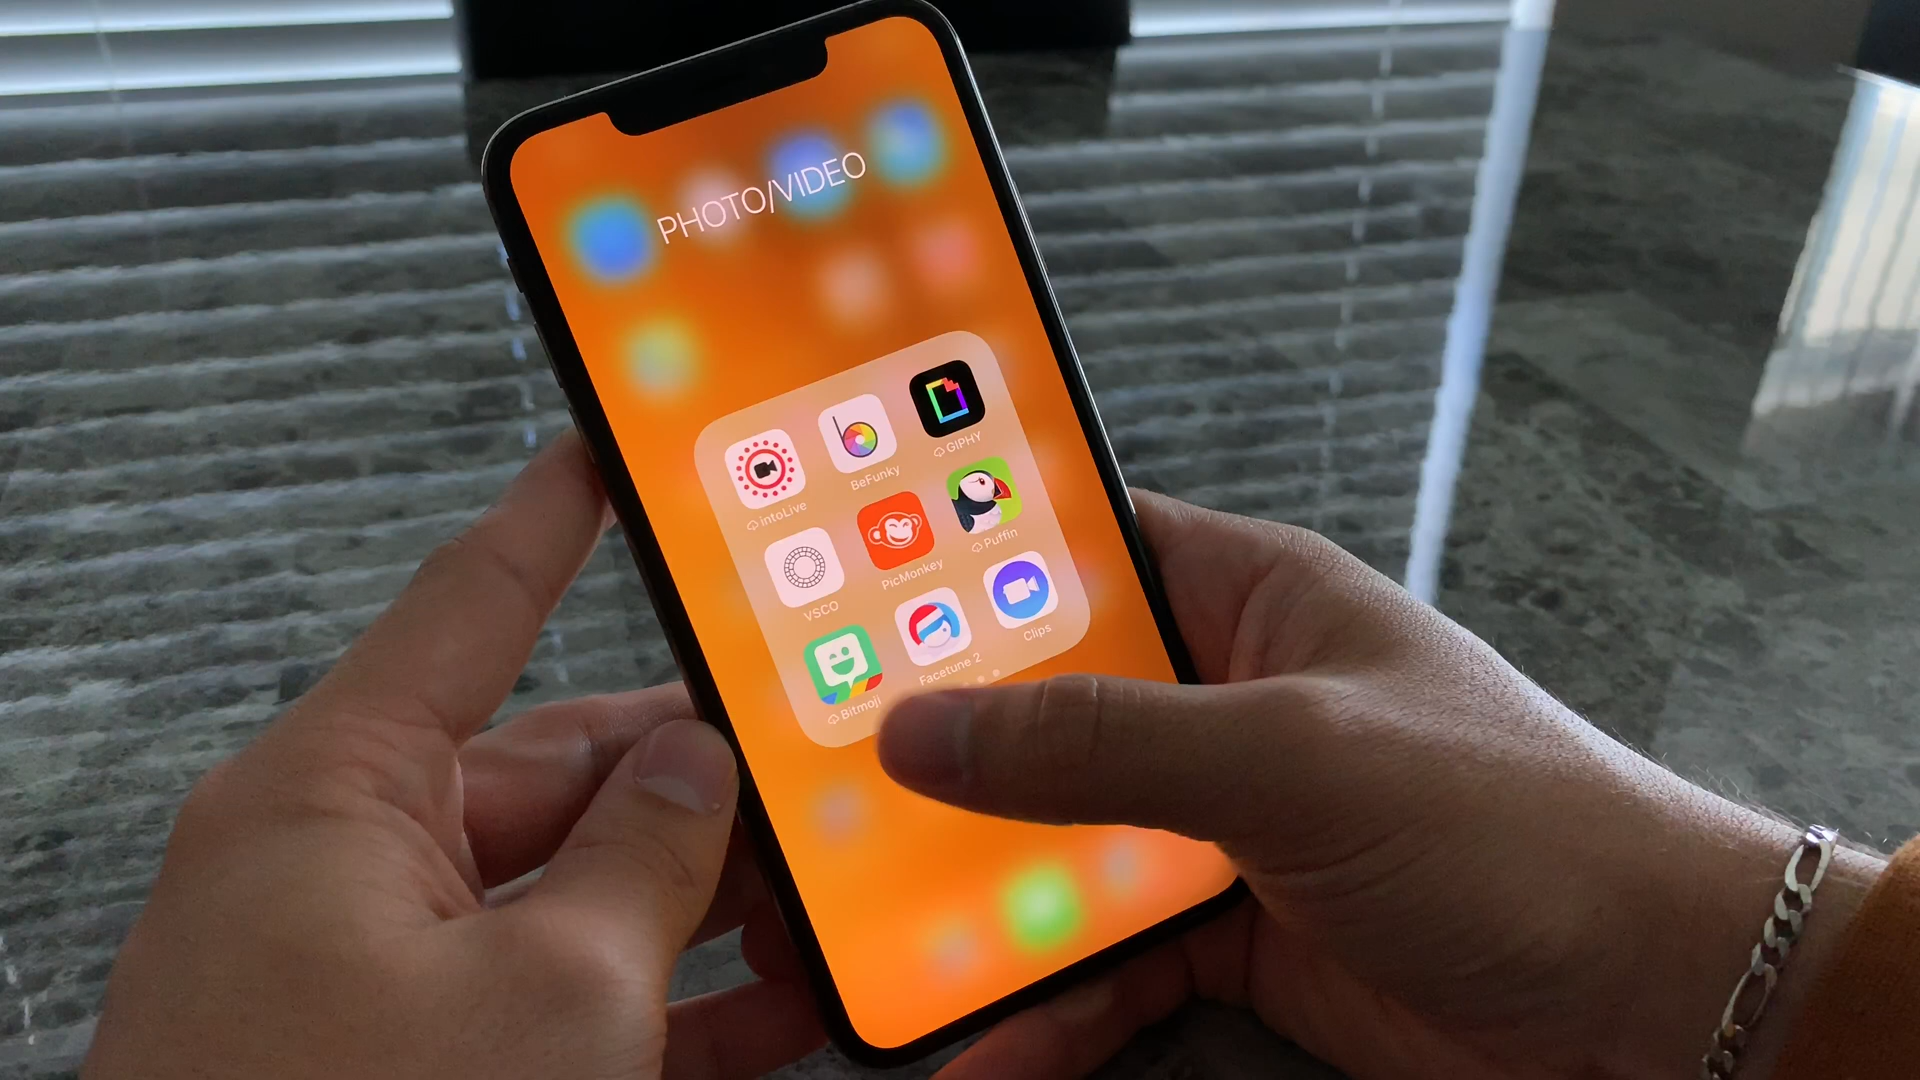 PHOTO/VIDEO
intoLive
BeFunky
GIPHY
VSCO
PicMonkey
Puffin
Bitmoji
Facetune 2
Clips